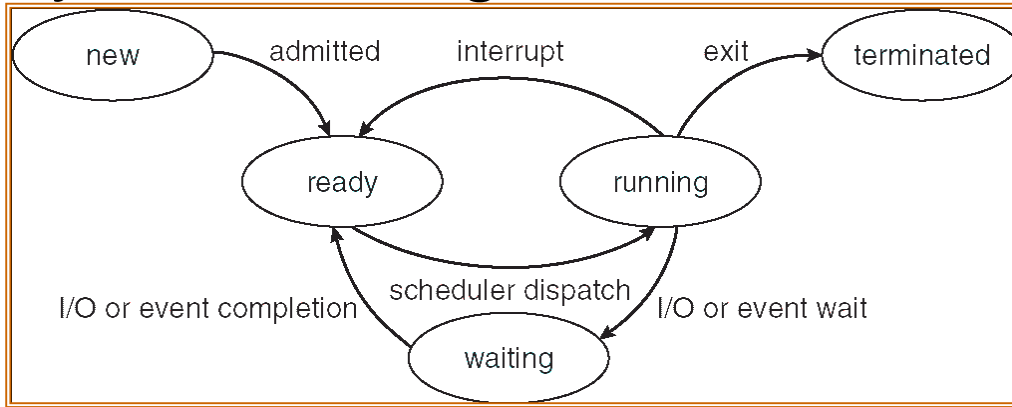 new
admitted
interrupt
exit
terminated
ready
running
scheduler dispatch
I/O or event completion
I/O or event wait
waiting